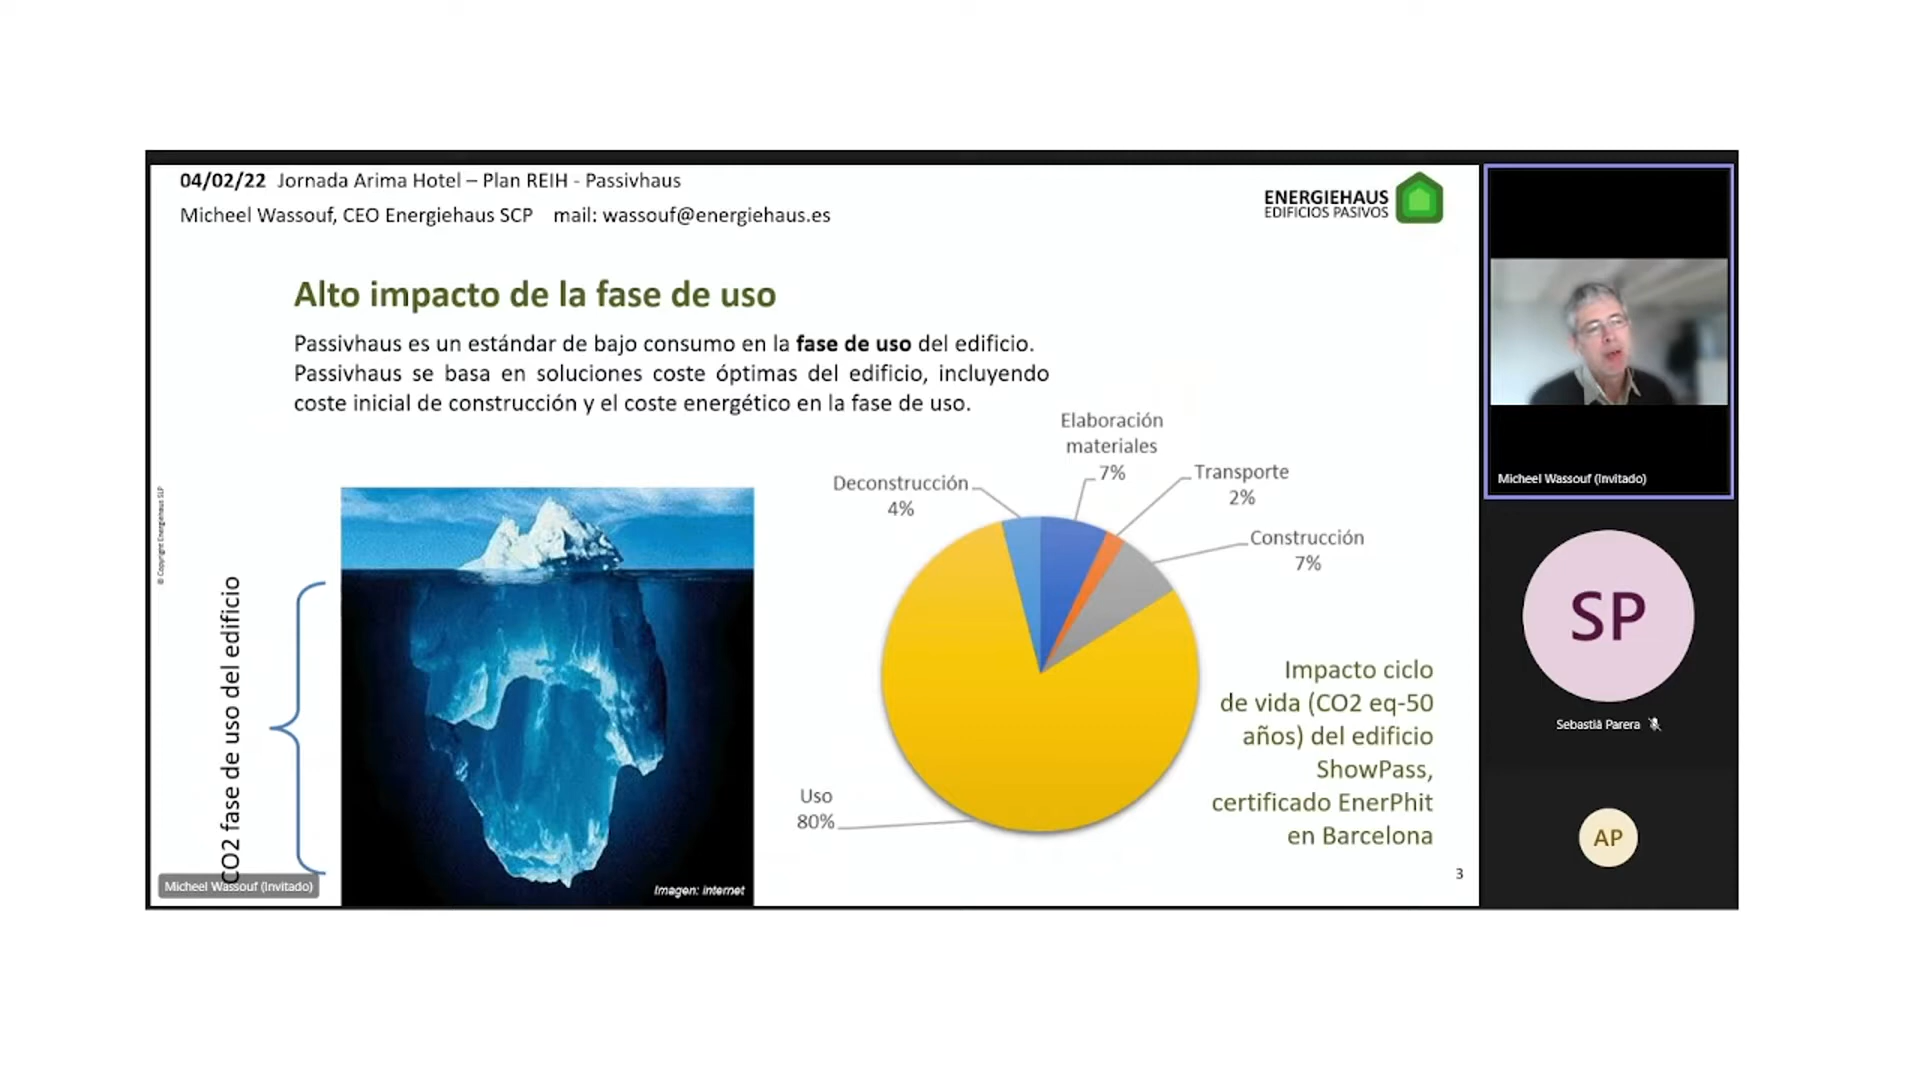 04/02/22 Jornada Arima Hotel – Plan REIH - Passivhaus
Micheel Wassouf, CEO Energiehaus SCP mail: wassouf@energiehaus.es
ENERGIEHAUS
EDIFICIOS PASIVOS
Alto impacto de la fase de uso
Passivhaus es un estándar de bajo consumo en la fase de uso del edificio.
Passivhaus se basa en soluciones coste óptimas del edificio, incluyendo
coste inicial de construcción y el coste energético en la fase de uso.
Elaboración
materiales
7%
Transporte
2%
Deconstrucción
4%
Construcción
7%
Uso
80%
Impacto ciclo
de vida (CO2 eq-50
años) del edificio
ShowPass,
certificado EnerPhit
en Barcelona
© Copyright Energiehaus SLP
CO2 fase de uso del edificio
Imagen: internet
3
Micheel Wassouf (Invitado)
Micheel Wassouf (Invitado)
SP
Sebastià Parera
AP